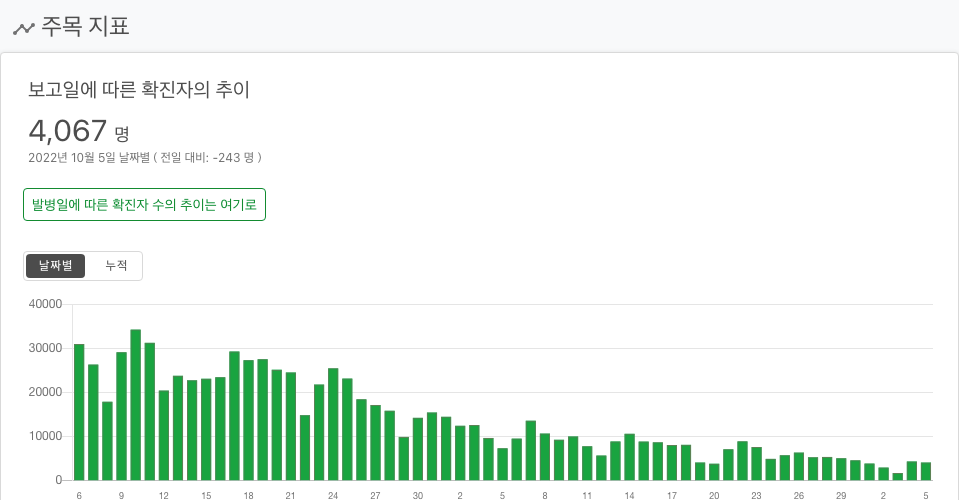 주목 지표
보고일에 따른 확진자의 추이
4,067 명
2022년 10월 5일 날짜별 ( 전일 대비: -243 명 )
발병일에 따른 확진자 수의 추이는 여기로
날짜별 누적
40000
30000
20000
10000
0
6 9 12 15 18 21 24 27 30 2 5 8 11 14 17 20 23 26 29 2 5